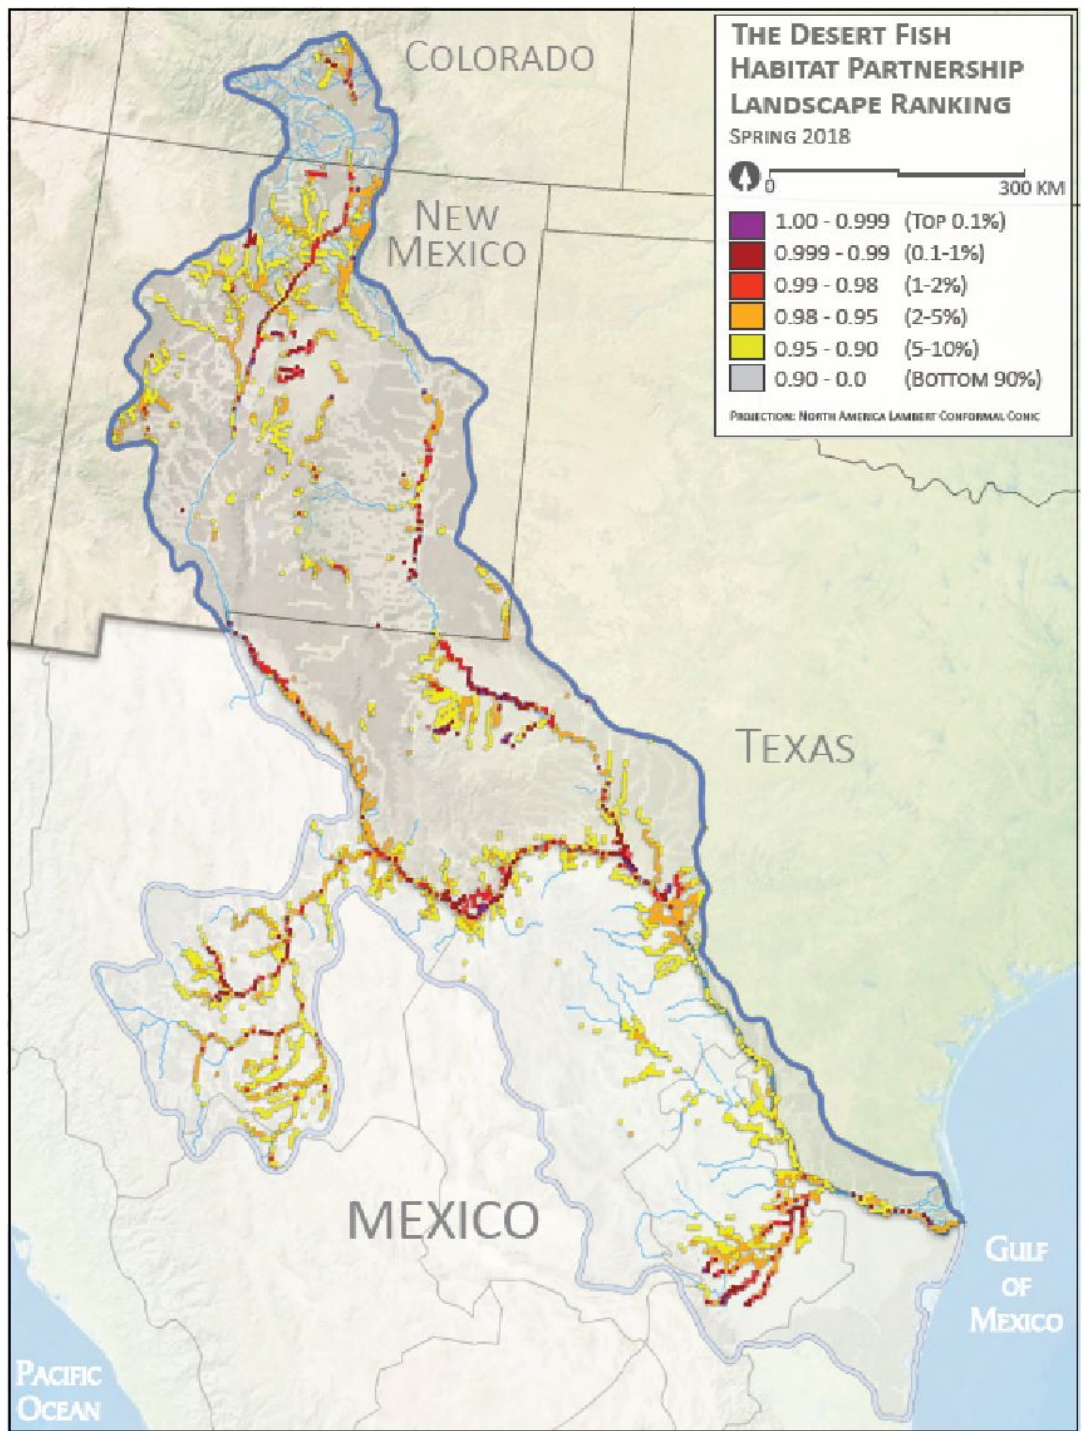 THE DESERT FISH
HABITAT PARTNERSHIP
LANDSCAPE RANKING
SPRING 2018
0 300 KM
1.00 - 0.999 (TOP 0.1%)
0.999 - 0.99 (0.1-1%)
0.99 - 0.98 (1-2%)
0.98 - 0.95 (2-5%)
0.95 - 0.90 (5-10%)
0.90 - 0.0 (BOTTOM 90%)
PROJECTION: NORTH AMERICA LAMBERT CONFORMAL CONIC
COLORADO
NEW
MEXICO
TEXAS
MEXICO
GULF
OF
MEXICO
PACIFIC
OCEAN